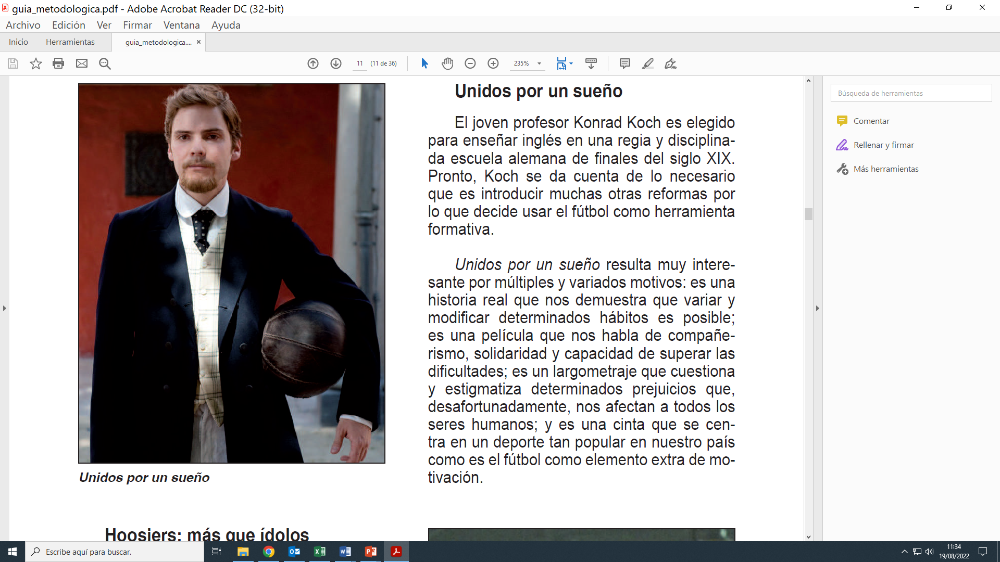 guia_metodologica.pdf - Adobe Acrobat Reader DC (32-bit)
Archivo Edición Ver Firmar Ventana Ayuda
Inicio Herramientas guia_metodologica.... ×
11 (11 de 36) 235%
Búsqueda de herramientas
Comentar
Rellenar y firmar
Más herramientas
Unidos por un sueño
Unidos por un sueño
El joven profesor Konrad Koch es elegido
para enseñar inglés en una regia y disciplina-
da escuela alemana de finales del siglo XIX.
Pronto, Koch se da cuenta de lo necesario
que es introducir muchas otras reformas por
lo que decide usar el fútbol como herramienta
formativa.
Unidos por un sueño resulta muy intere-
sante por múltiples y variados motivos: es una
historia real que nos demuestra que variar y
modificar determinados hábitos es posible;
es una película que nos habla de compañe-
rismo, solidaridad y capacidad de superar las
dificultades; es un largometraje que cuestiona
y estigmatiza determinados prejuicios que,
desafortunadamente, nos afectan a todos los
seres humanos; y es una cinta que se cen-
tra en un deporte tan popular en nuestro país
como es el fútbol como elemento extra de mo-
tivación.
Hoosiers: más que ídolos
Escribe aquí para buscar.
11:34
19/08/2022